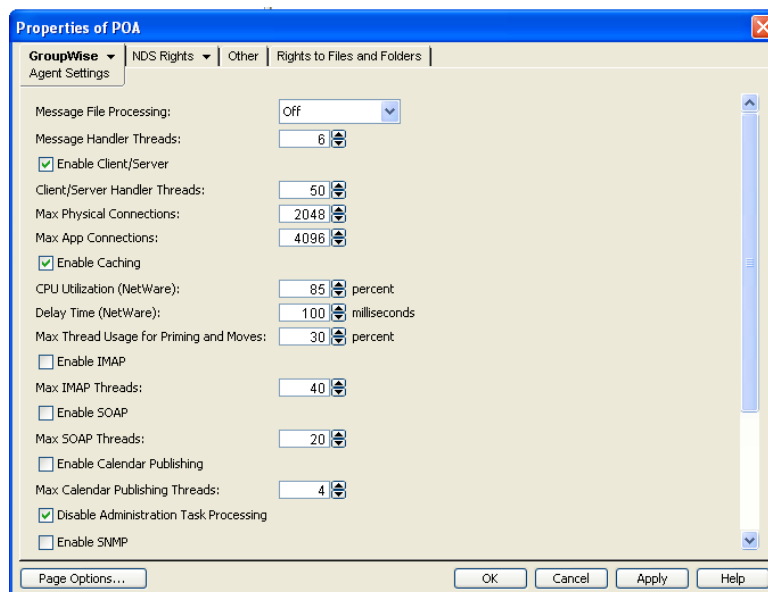 Properties of POA
GroupWise NDS Rights Other Rights to Files and Folders
Agent Settings
Message File Processing: Off
Message Handler Threads: 6
Enable Client/Server
Client/Server Handler Threads: 50
Max Physical Connections: 2048
Max App Connections: 4096
Enable Caching
CPU Utilization (NetWare): 85 percent
Delay Time (NetWare): 100 milliseconds
Max Thread Usage for Priming and Moves: 30 percent
Enable IMAP
Max IMAP Threads: 40
Enable SOAP
Max SOAP Threads: 20
Enable Calendar Publishing
Max Calendar Publishing Threads: 4
Disable Administration Task Processing
Enable SNMP
Page Options... OK Cancel Apply Help